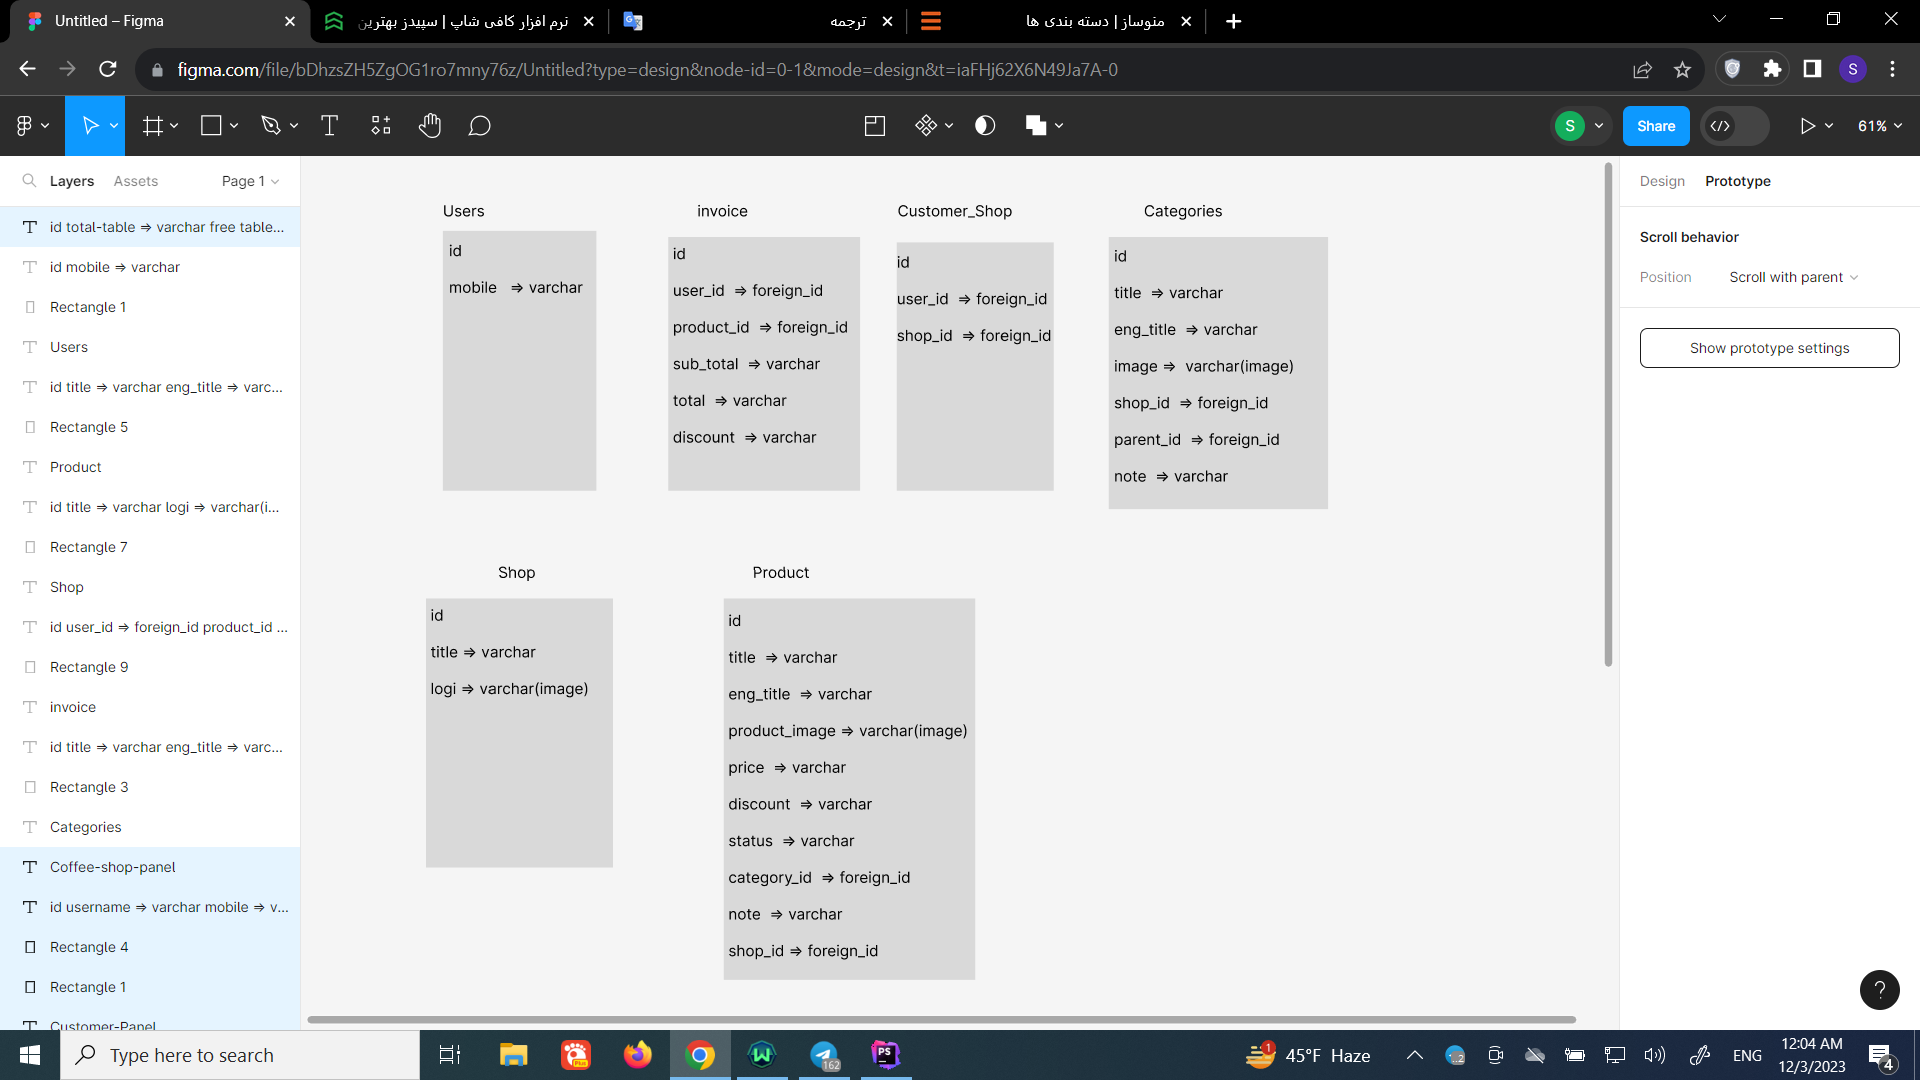 Untitled – Figma
نرم افزار کافی شاپ | سپیدز بهترین
ترجمه
منوساز | دسته بندی ها
figma.com/file/bDhzsZH5ZgOG1ro7mny76z/Untitled?type=design&node-id=0-1&mode=design&t=iaFHj62X6N49Ja7A-0
S
S
Share
61%
Layers
Assets
Page 1
id total-table => varchar free table...
id mobile => varchar
Rectangle 1
Users
id title => varchar eng_title => varc...
Rectangle 5
Product
id title => varchar logi => varchar(i...
Rectangle 7
Shop
id user_id => foreign_id product_id ...
Rectangle 9
invoice
id title => varchar eng_title => varc...
Rectangle 3
Categories
Coffee-shop-panel
id username => varchar mobile => v...
Rectangle 4
Rectangle 1
Customer-Panel
Users
id
mobile => varchar
invoice
id
user_id => foreign_id
product_id => foreign_id
sub_total => varchar
total => varchar
discount => varchar
Customer_Shop
id
user_id => foreign_id
shop_id => foreign_id
Categories
id
title => varchar
eng_title => varchar
image => varchar(image)
shop_id => foreign_id
parent_id => foreign_id
note => varchar
Shop
id
title => varchar
logi => varchar(image)
Product
id
title => varchar
eng_title => varchar
product_image => varchar(image)
price => varchar
discount => varchar
status => varchar
category_id => foreign_id
note => varchar
shop_id => foreign_id
Design
Prototype
Scroll behavior
Position
Scroll with parent
Show prototype settings
?
Type here to search
162
1
45°F Haze
ENG
12:04 AM
12/3/2023
4